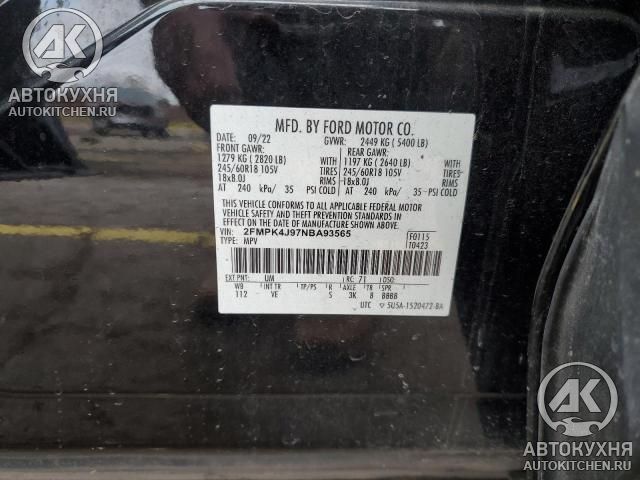 АК
АВТОКУХНЯ
AUTOKITCHEN.RU
MFD. BY FORD MOTOR CO.
DATE: 09/22 GVWR: 2449 KG ( 5400 LB)
FRONT GAWR: REAR GAWR:
1279 KG ( 2820 LB) WITH 1197 KG ( 2640 LB) WITH
245/60R18 105V TIRES 245/60R18 105V TIRES
18x8.0J RIMS 18x8.0J RIMS
AT 240 kPa/ 35 PSI COLD AT 240 kPa/ 35 PSI COLD
THIS VEHICLE CONFORMS TO ALL APPLICABLE FEDERAL MOTOR
VEHICLE SAFETY, BUMPER, AND THEFT PREVENTION STANDARDS IN
EFFECT ON THE DATE OF MANUFACTURE SHOWN ABOVE.
VIN: 2FMPK4J97NBA93565 F0115
TYPE: MPV T0423
EXT PNT: UM RC: 71 DSO:
WB INT TR TP/PS R AXLE TR SPR
112 VE S 3K 8 BBBB
UTC ▽ 5U5A-1520472-BA
АК
АВТОКУХНЯ
AUTOKITCHEN.RU